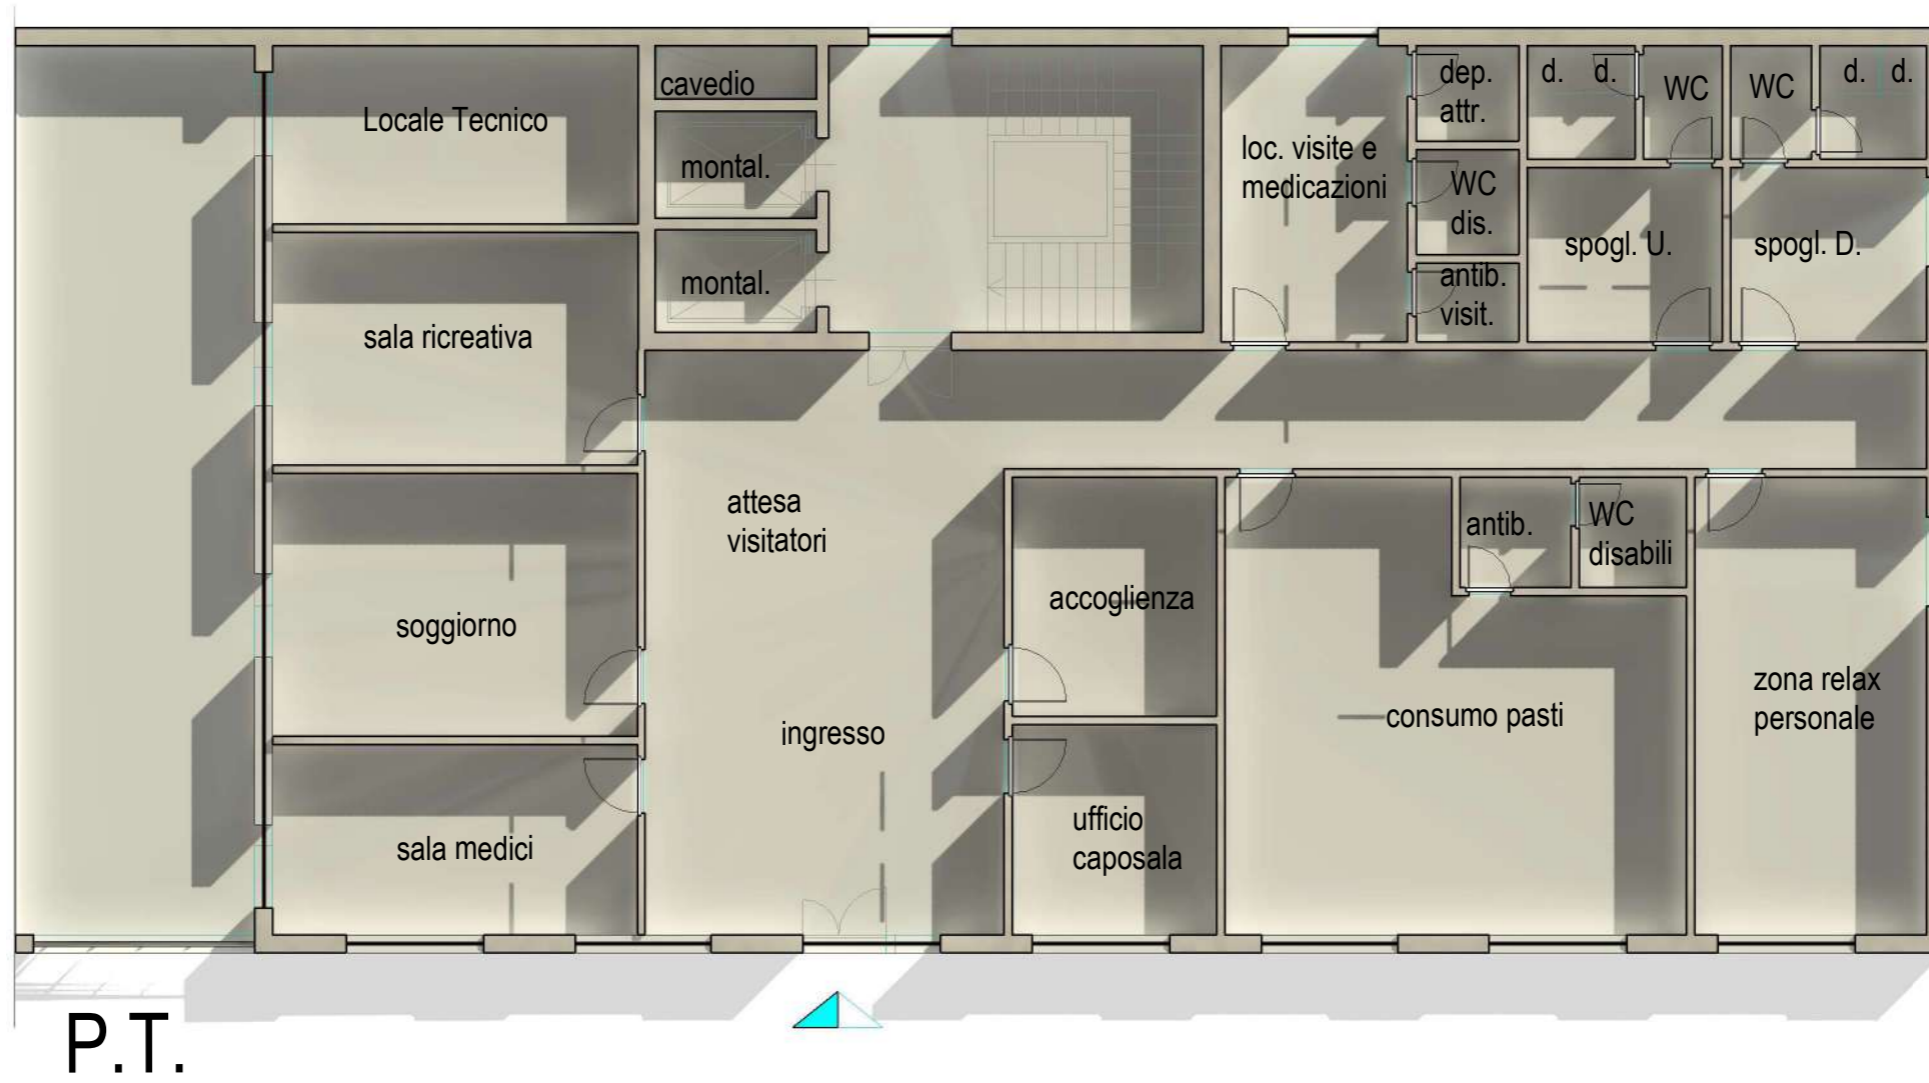 cavedio
Locale Tecnico
montal.
montal.
sala ricreativa
soggiorno
sala medici
attesa
visitatori
ingresso
loc. visite e
medicazioni
dep.
attr.
WC
dis.
antib.
visit.
d. d.
WC
WC
d. d.
spogl. U.
spogl. D.
accoglienza
ufficio
caposala
antib.
WC
disabili
consumo pasti
zona relax
personale
P.T.